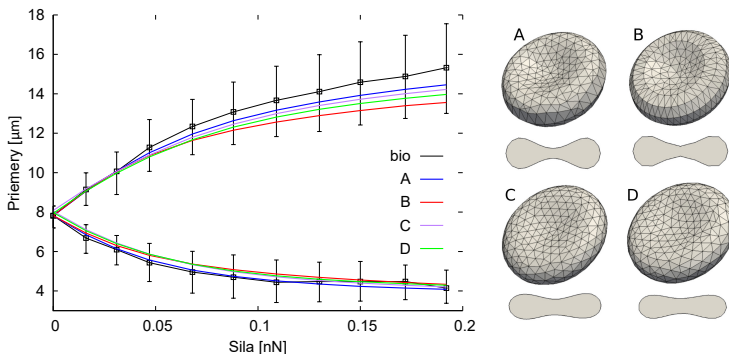 18
16
14
12
10
8
6
4
Priemery [µm]
0
0.05
0.1
0.15
0.2
Sila [nN]
bio
A
B
C
D
A
B
C
D